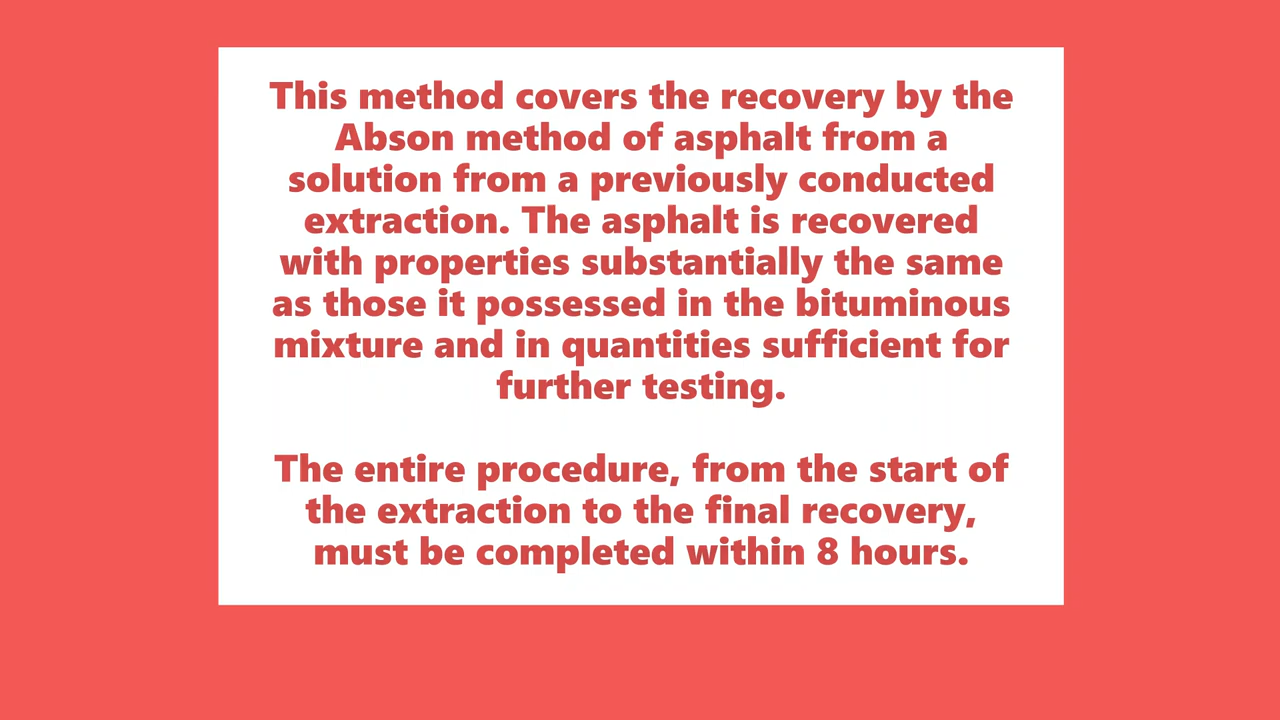 This method covers the recovery by the
Abson method of asphalt from a
solution from a previously conducted
extraction. The asphalt is recovered
with properties substantially the same
as those it possessed in the bituminous
mixture and in quantities sufficient for
further testing.
The entire procedure, from the start of
the extraction to the final recovery,
must be completed within 8 hours.